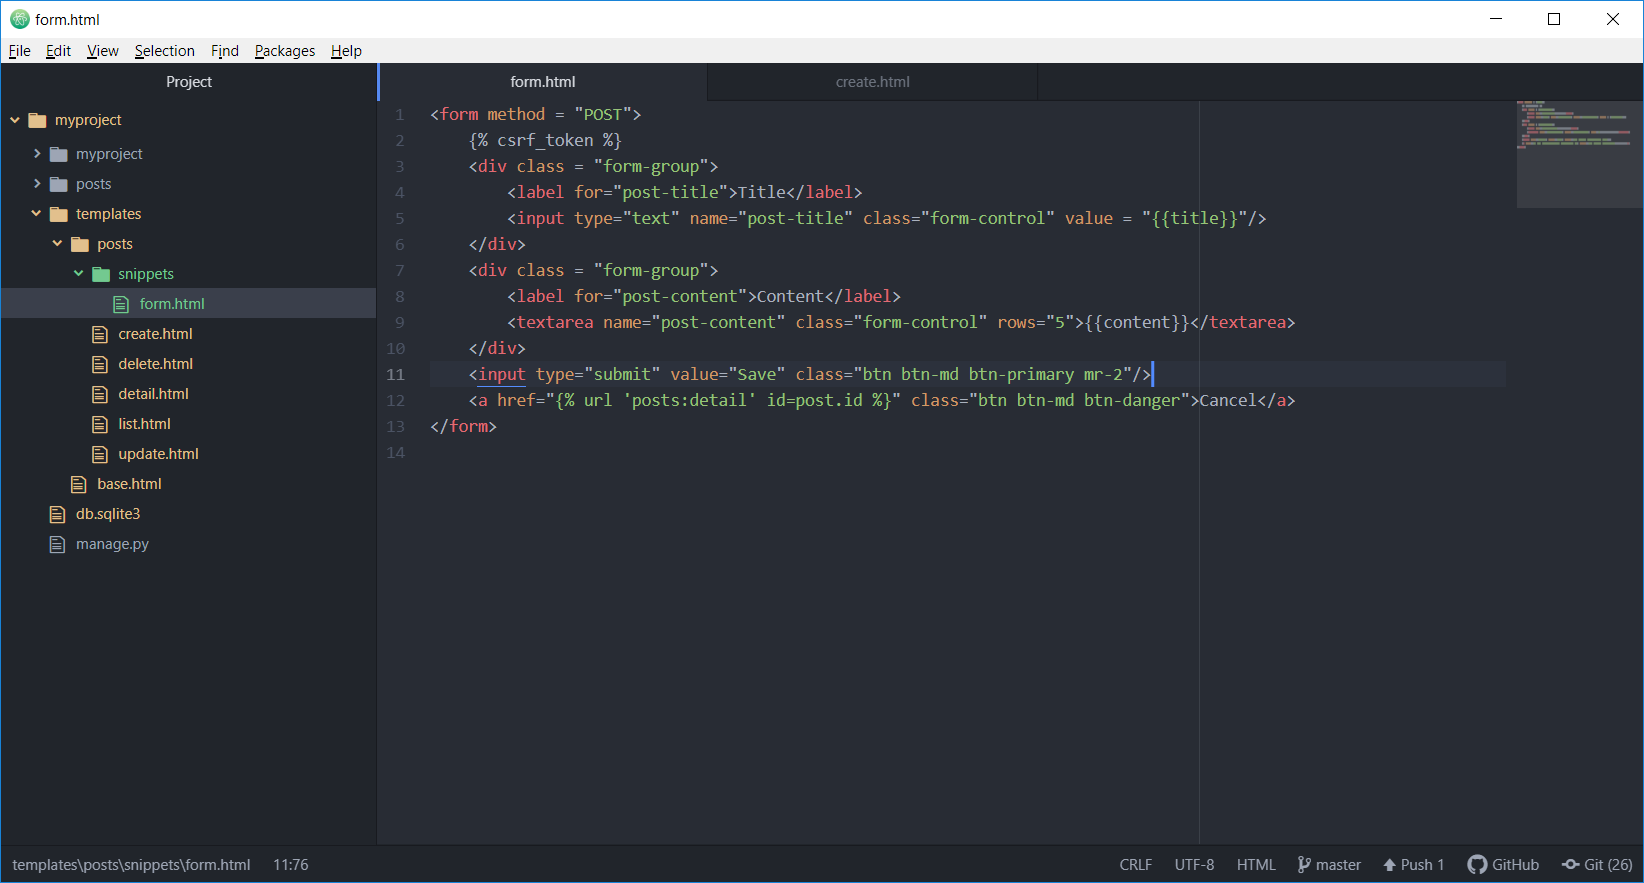 form.html
File Edit View Selection Find Packages Help
Project
form.html create.html
myproject
myproject
posts
templates
posts
snippets
form.html
create.html
delete.html
detail.html
list.html
update.html
base.html
db.sqlite3
manage.py
1 <form method = "POST">
2 {% csrf_token %}
3 <div class = "form-group">
4 <label for="post-title">Title</label>
5 <input type="text" name="post-title" class="form-control" value = "{{title}}"/>
6 </div>
7 <div class = "form-group">
8 <label for="post-content">Content</label>
9 <textarea name="post-content" class="form-control" rows="5">{{content}}</textarea>
10 </div>
11 <input type="submit" value="Save" class="btn btn-md btn-primary mr-2"/>
12 <a href="{% url 'posts:detail' id=post.id %}" class="btn btn-md btn-danger">Cancel</a>
13 </form>
14
templates\posts\snippets\form.html 11:76 CRLF UTF-8 HTML master Push 1 GitHub Git (26)